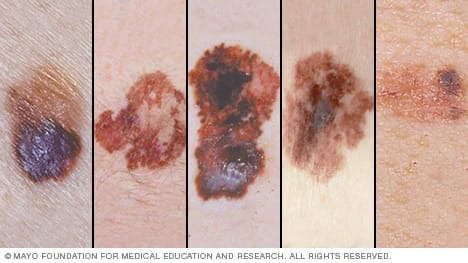 © MAYO FOUNDATION FOR MEDICAL EDUCATION AND RESEARCH. ALL RIGHTS RESERVED.